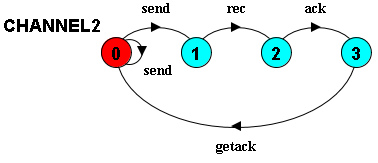 send rec ack
CHANNEL2
0 1 2 3
send
getack